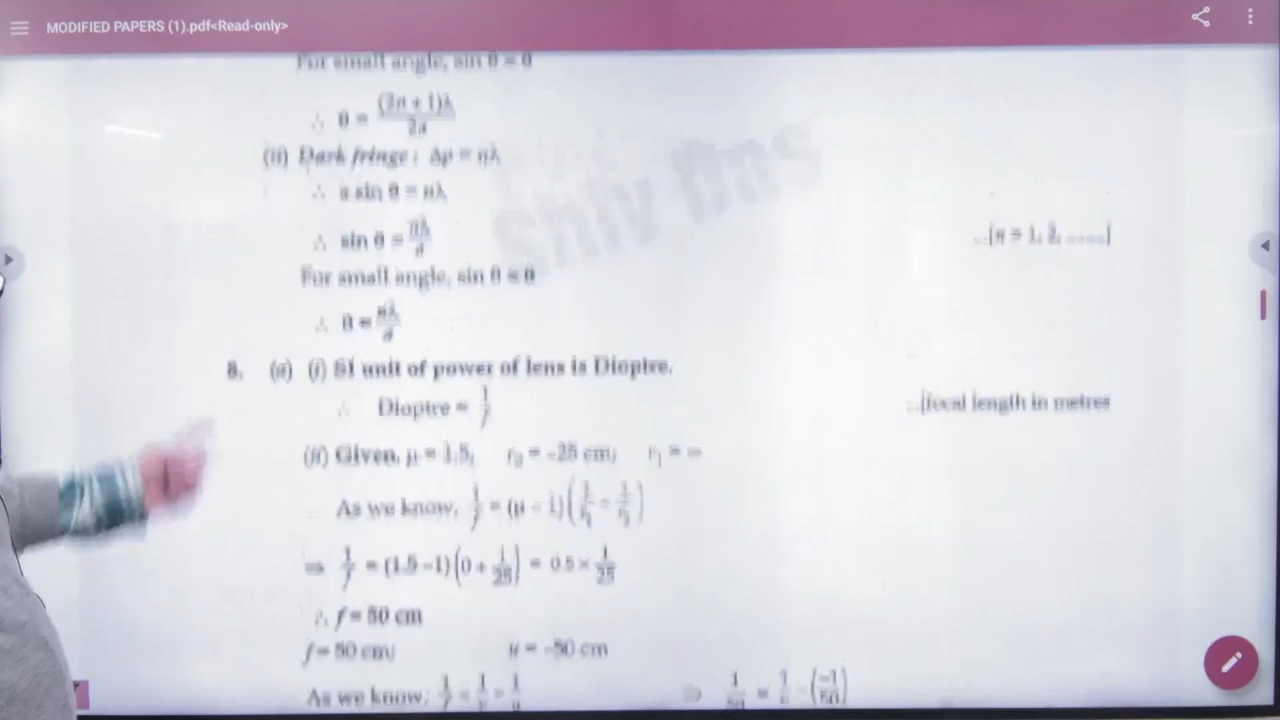 MODIFIED PAPERS (1).pdf<Read-only>
For small angle, sin θ = θ
∴ θ = (2n + 1)λ / 2a
(ii) Dark fringe : Δp = nλ
∴ a sin θ = nλ
∴ sin θ = nλ / a ...[n = 1, 2, .....]
For small angle, sin θ = θ
∴ θ = nλ / a
Shiv Das
8. (a) (i) SI unit of power of lens is Dioptre.
∴ Dioptre = 1/f ...[focal length in metres
(ii) Given, μ = 1.5, r₂ = -25 cm, r₁ = ∞
As we know, 1/f = (μ - 1)(1/r₁ - 1/r₂)
⇒ 1/f = (1.5 - 1)(0 + 1/25) = 0.5 × 1/25
∴ f = 50 cm
f = 50 cm, u = -50 cm
As we know, 1/f = 1/v - 1/u ⇒ 1/50 = 1/v - (-1/50)